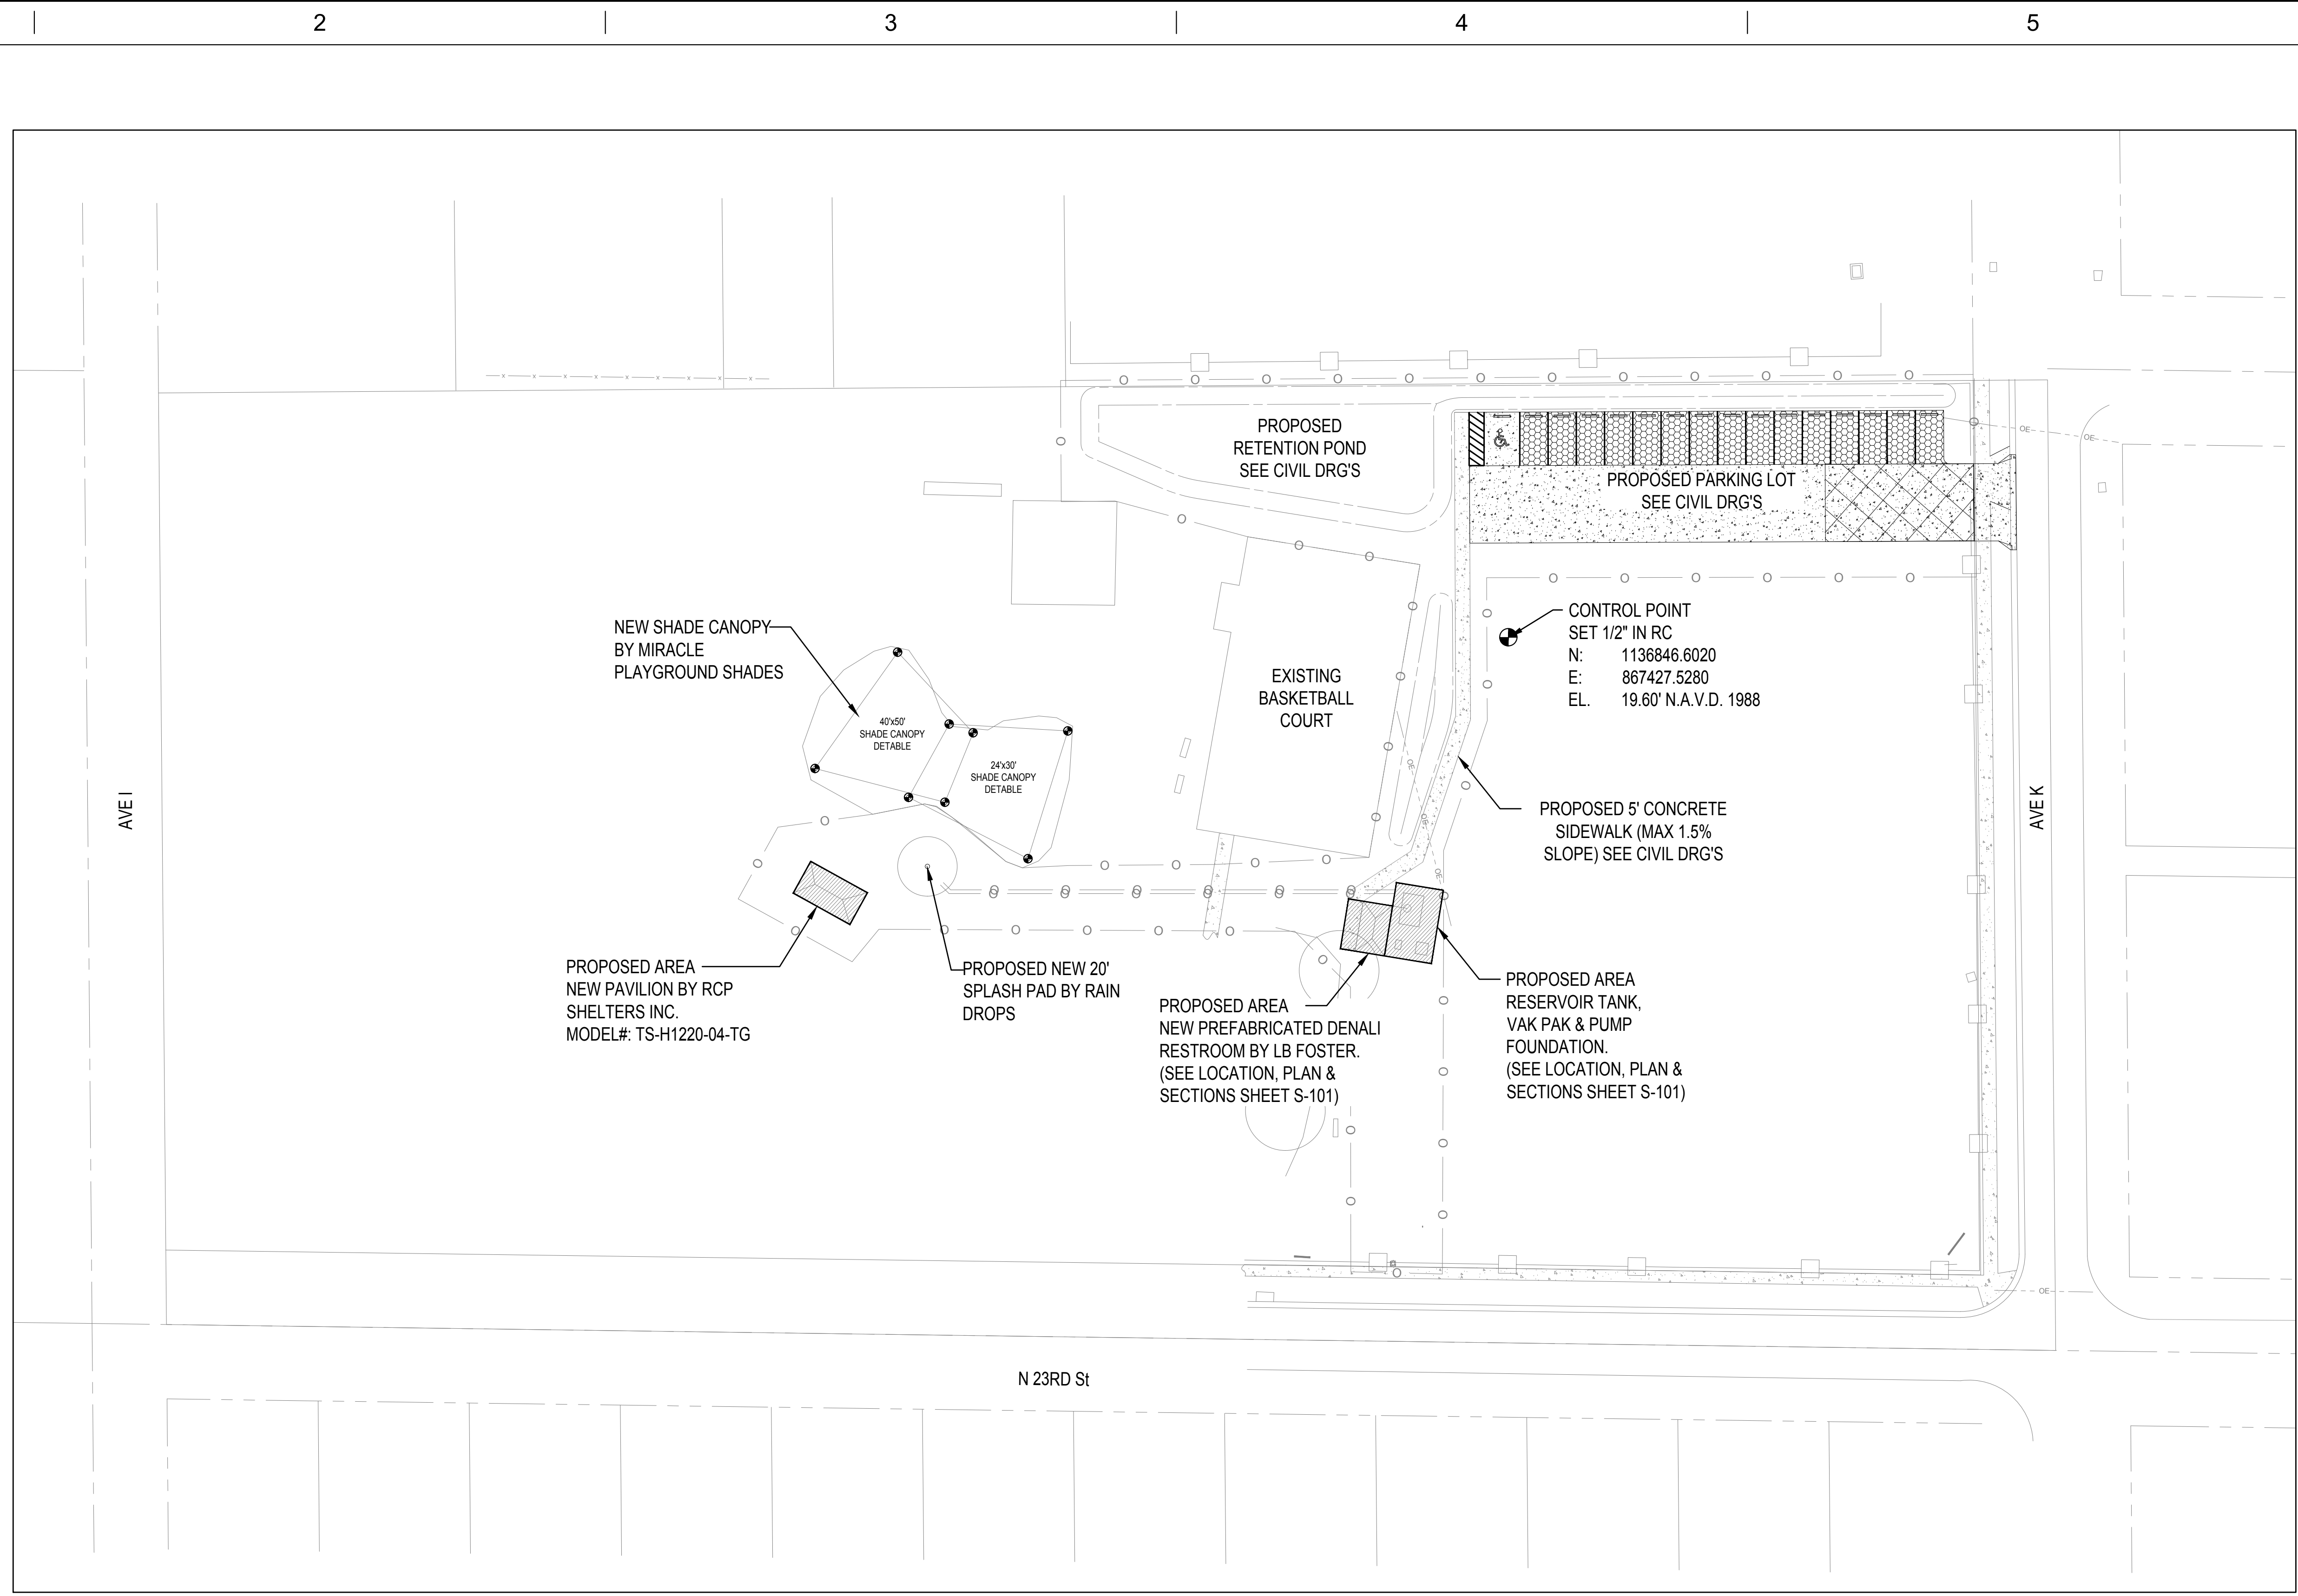 2 3 4 5
PROPOSED
RETENTION POND
SEE CIVIL DRG'S
OE
OE
PROPOSED PARKING LOT
SEE CIVIL DRG'S
NEW SHADE CANOPY
BY MIRACLE
PLAYGROUND SHADES
40'x50'
SHADE CANOPY
DETABLE
24'x30'
SHADE CANOPY
DETABLE
EXISTING
BASKETBALL
COURT
CONTROL POINT
SET 1/2" IN RC
N: 1136846.6020
E: 867427.5280
EL. 19.60' N.A.V.D. 1988
OE
OE
OE
PROPOSED 5' CONCRETE
SIDEWALK (MAX 1.5%
SLOPE) SEE CIVIL DRG'S
AVE I
AVE K
PROPOSED AREA
NEW PAVILION BY RCP
SHELTERS INC.
MODEL#: TS-H1220-04-TG
PROPOSED NEW 20'
SPLASH PAD BY RAIN
DROPS
PROPOSED AREA
NEW PREFABRICATED DENALI
RESTROOM BY LB FOSTER.
(SEE LOCATION, PLAN &
SECTIONS SHEET S-101)
PROPOSED AREA
RESERVOIR TANK,
VAK PAK & PUMP
FOUNDATION.
(SEE LOCATION, PLAN &
SECTIONS SHEET S-101)
OE
N 23RD St